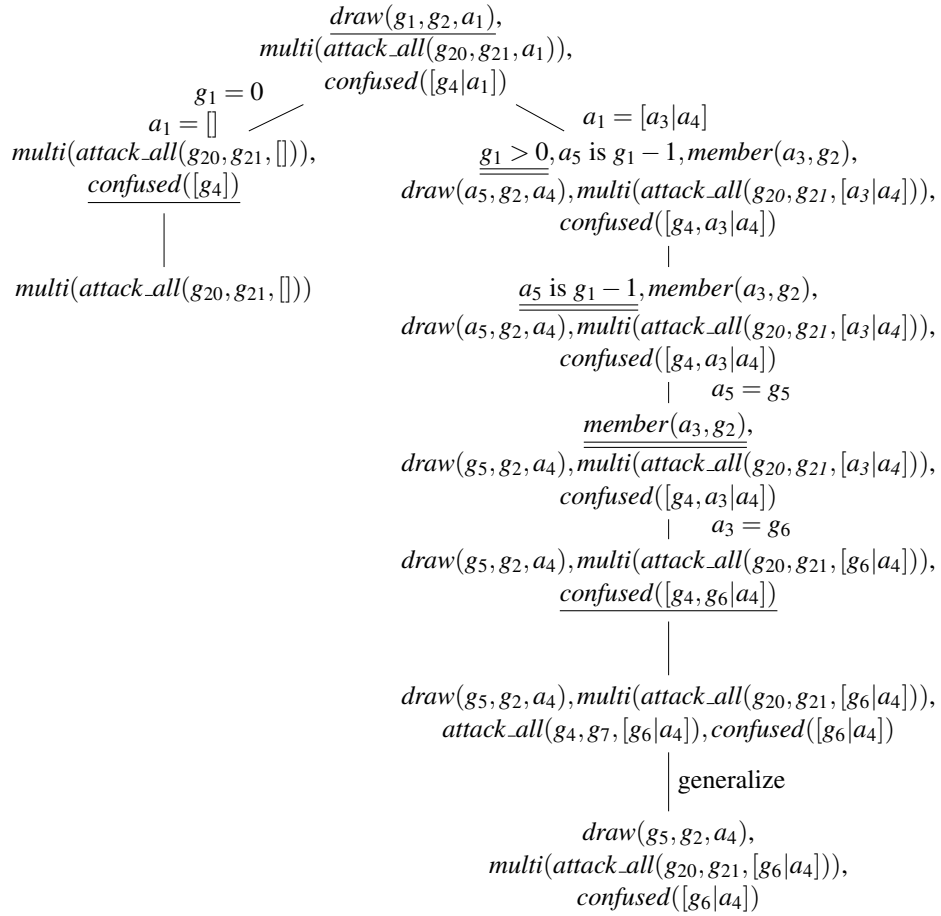 draw(g₁,g₂,a₁),
multi(attack_all(g₂₀,g₂₁,a₁)),
confused([g₄|a₁])
g₁ = 0
a₁ = []
multi(attack_all(g₂₀,g₂₁,[])),
confused([g₄])
multi(attack_all(g₂₀,g₂₁,[]))
a₁ = [a₃|a₄]
g₁ > 0,a₅ is g₁ − 1,member(a₃,g₂),
draw(a₅,g₂,a₄),multi(attack_all(g₂₀,g₂₁,[a₃|a₄])),
confused([g₄,a₃|a₄])
a₅ is g₁ − 1,member(a₃,g₂),
draw(a₅,g₂,a₄),multi(attack_all(g₂₀,g₂₁,[a₃|a₄])),
confused([g₄,a₃|a₄])
a₅ = g₅
member(a₃,g₂),
draw(g₅,g₂,a₄),multi(attack_all(g₂₀,g₂₁,[a₃|a₄])),
confused([g₄,a₃|a₄])
a₃ = g₆
draw(g₅,g₂,a₄),multi(attack_all(g₂₀,g₂₁,[g₆|a₄])),
confused([g₄,g₆|a₄])
draw(g₅,g₂,a₄),multi(attack_all(g₂₀,g₂₁,[g₆|a₄])),
attack_all(g₄,g₇,[g₆|a₄]),confused([g₆|a₄])
generalize
draw(g₅,g₂,a₄),
multi(attack_all(g₂₀,g₂₁,[g₆|a₄])),
confused([g₆|a₄])